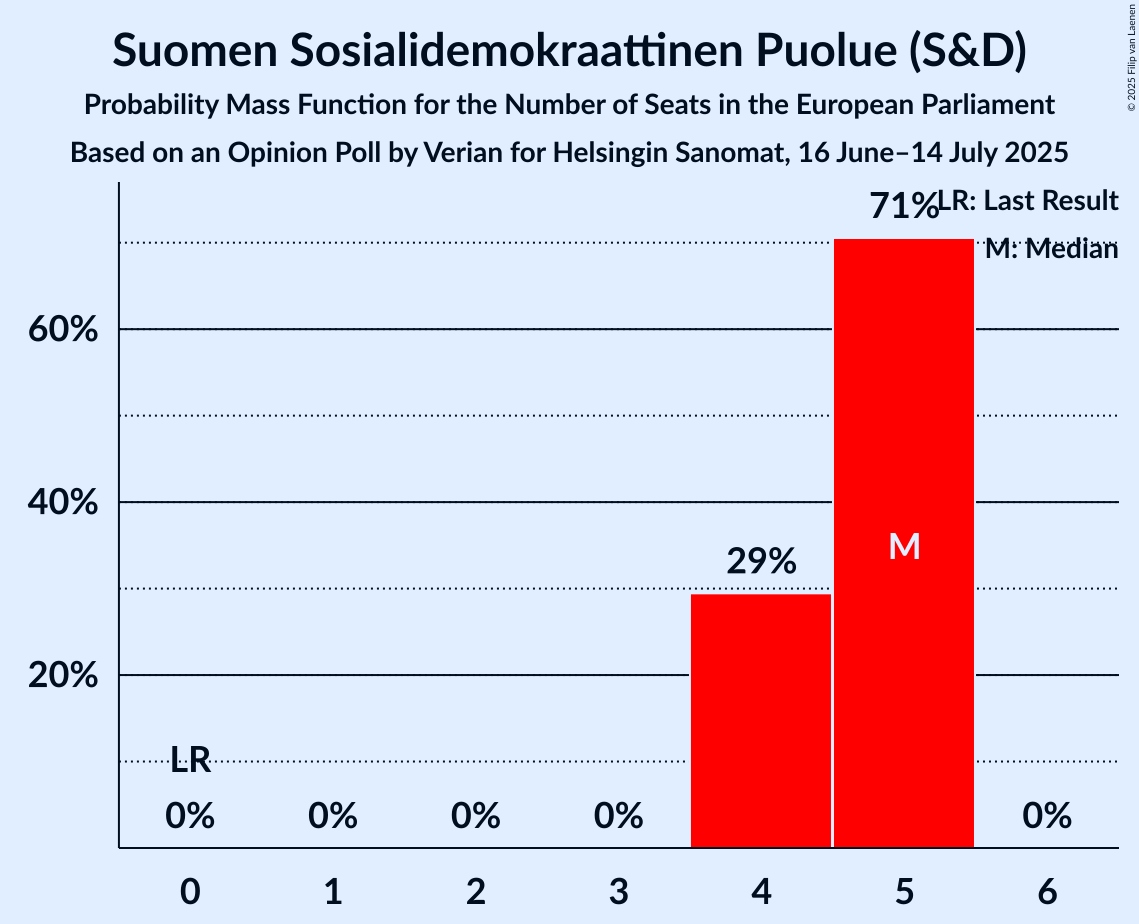 Suomen Sosialidemokraattinen Puolue (S&D)
Probability Mass Function for the Number of Seats in the European Parliament
Based on an Opinion Poll by Verian for Helsingin Sanomat, 16 June–14 July 2025
© 2025 Filip van Laenen
LR: Last Result
M: Median
71%
60%
40%
29%
M
20%
LR
0% 0% 0% 0% 0%
0 1 2 3 4 5 6